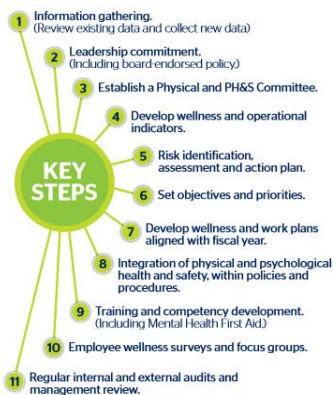 1 Information gathering.
(Review existing data and collect new data)
2 Leadership commitment.
(Including board-endorsed policy.)
3 Establish a Physical and PH&S Committee.
4 Develop wellness and operational
indicators.
KEY
STEPS
5 Risk identification,
assessment and action plan.
6 Set objectives and priorities.
7 Develop wellness and work plans
aligned with fiscal year.
8 Integration of physical and psychological
health and safety, within policies and
procedures.
9 Training and competency development.
(Including Mental Health First Aid.)
10 Employee wellness surveys and focus groups.
11 Regular internal and external audits and
management review.